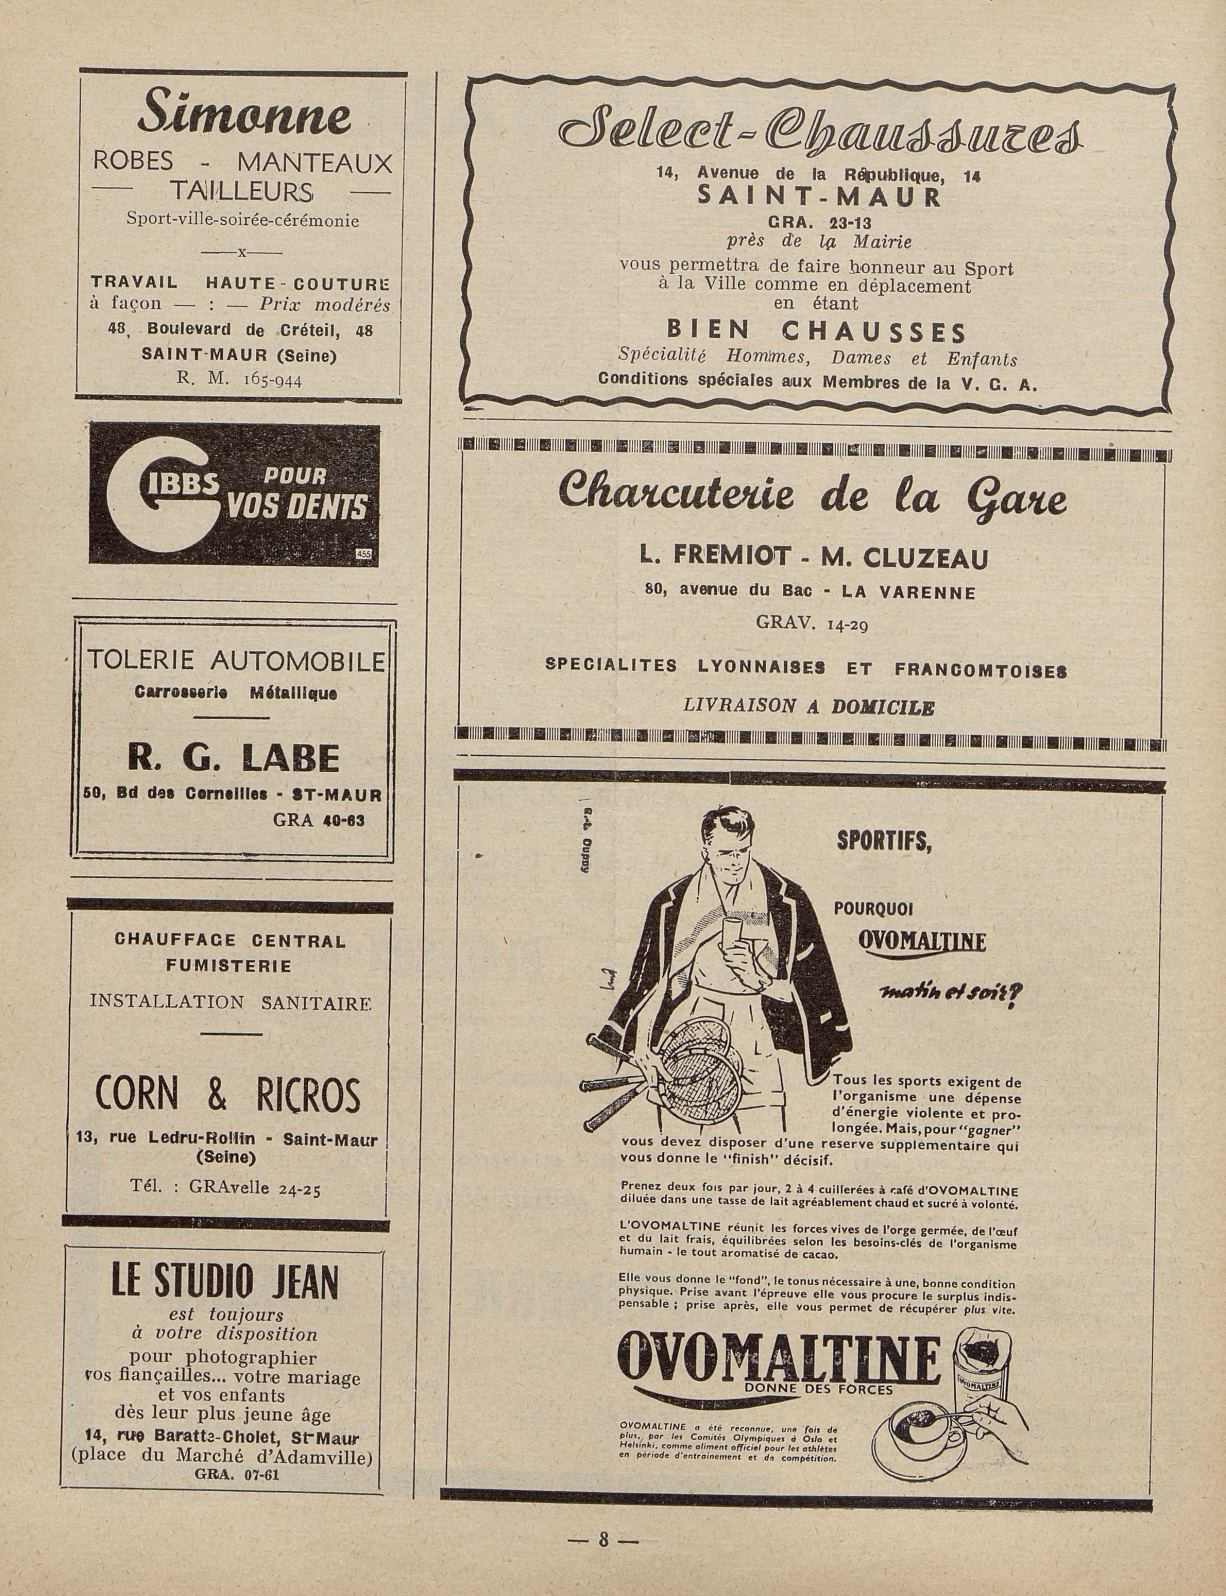 Simonne
ROBES - MANTEAUX
TAILLEURS
Sport-ville-soirée-cérémonie
x
TRAVAIL HAUTE-COUTURE
à façon — : — Prix modérés
48, Boulevard de Créteil, 48
SAINT-MAUR (Seine)
R. M. 165-944
GIBBS POUR
VOS DENTS
455
TOLERIE AUTOMOBILE
Carrosserie Métallique
R. G. LABE
50, Bd des Corneilles - ST-MAUR
GRA 40-63
CHAUFFAGE CENTRAL
FUMISTERIE
INSTALLATION SANITAIRE
CORN & RICROS
13, rue Ledru-Rollin - Saint-Maur
(Seine)
Tél. : GRAvelle 24-25
LE STUDIO JEAN
est toujours
à votre disposition
pour photographier
vos fiançailles... votre mariage
et vos enfants
dès leur plus jeune âge
14, rue Baratte-Cholet, St-Maur
(place du Marché d'Adamville)
GRA. 07-61
Select-Chaussures
14, Avenue de la République, 14
SAINT-MAUR
GRA. 23-13
près de la Mairie
vous permettra de faire honneur au Sport
à la Ville comme en déplacement
en étant
BIEN CHAUSSES
Spécialité Hommes, Dames et Enfants
Conditions spéciales aux Membres de la V. G. A.
Charcuterie de la Gare
L. FREMIOT - M. CLUZEAU
80, avenue du Bac - LA VARENNE
GRAV. 14-29
SPECIALITES LYONNAISES ET FRANCOMTOISES
LIVRAISON A DOMICILE
R.-L. Dupuy
SPORTIFS,
POURQUOI
OVOMALTINE
matin et soir?
Tous les sports exigent de
l'organisme une dépense
d'énergie violente et pro-
longée. Mais, pour "gagner"
vous devez disposer d'une reserve supplémentaire qui
vous donne le "finish" décisif.
Prenez deux fois par jour, 2 à 4 cuillerées à café d'OVOMALTINE
diluée dans une tasse de lait agréablement chaud et sucré à volonté.
L'OVOMALTINE réunit les forces vives de l'orge germée, de l'œuf
et du lait frais, équilibrées selon les besoins-clés de l'organisme
humain - le tout aromatisé de cacao.
Elle vous donne le "fond", le tonus nécessaire à une, bonne condition
physique. Prise avant l'épreuve elle vous procure le surplus indis-
pensable ; prise après, elle vous permet de récupérer plus vite.
OVOMALTINE
DONNE DES FORCES
OVOMALTINE
OVOMALTINE a été reconnue, une fois de
plus, par les Comités Olympiques d'Oslo et
Helsinki, comme aliment officiel pour les athlètes
en période d'entrainement et de compétition.
— 8 —